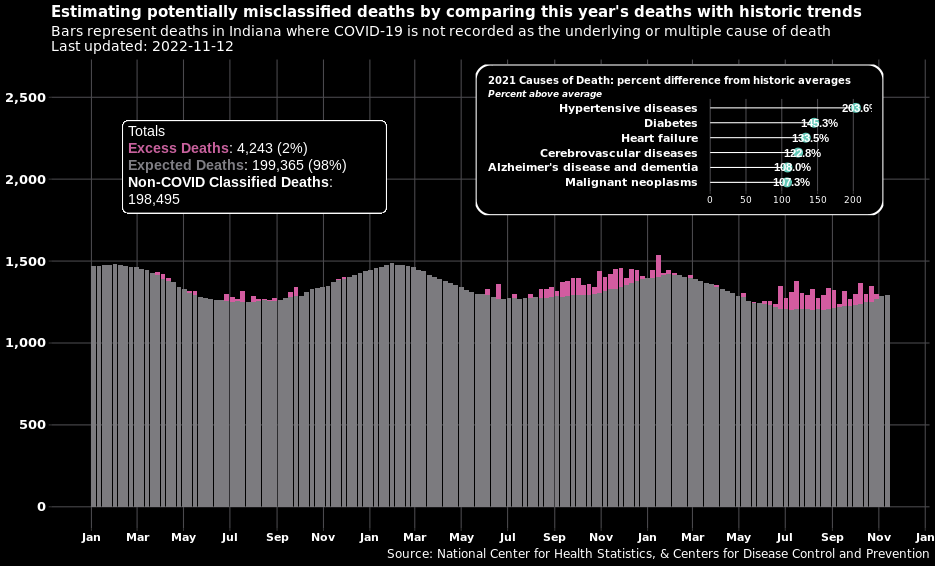 Estimating potentially misclassified deaths by comparing this year's deaths with historic trends
Bars represent deaths in Indiana where COVID-19 is not recorded as the underlying or multiple cause of death
Last updated: 2022-11-12
2,500
2,000
1,500
1,000
500
0
Totals
Excess Deaths: 4,243 (2%)
Expected Deaths: 199,365 (98%)
Non-COVID Classified Deaths:
198,495
2021 Causes of Death: percent difference from historic averages
Percent above average
Hypertensive diseases 203.6%
Diabetes 145.3%
Heart failure 133.5%
Cerebrovascular diseases 122.8%
Alzheimer's disease and dementia 108.0%
Malignant neoplasms 107.3%
0 50 100 150 200
Jan Mar May Jul Sep Nov Jan Mar May Jul Sep Nov Jan Mar May Jul Sep Nov Jan
Source: National Center for Health Statistics, & Centers for Disease Control and Prevention